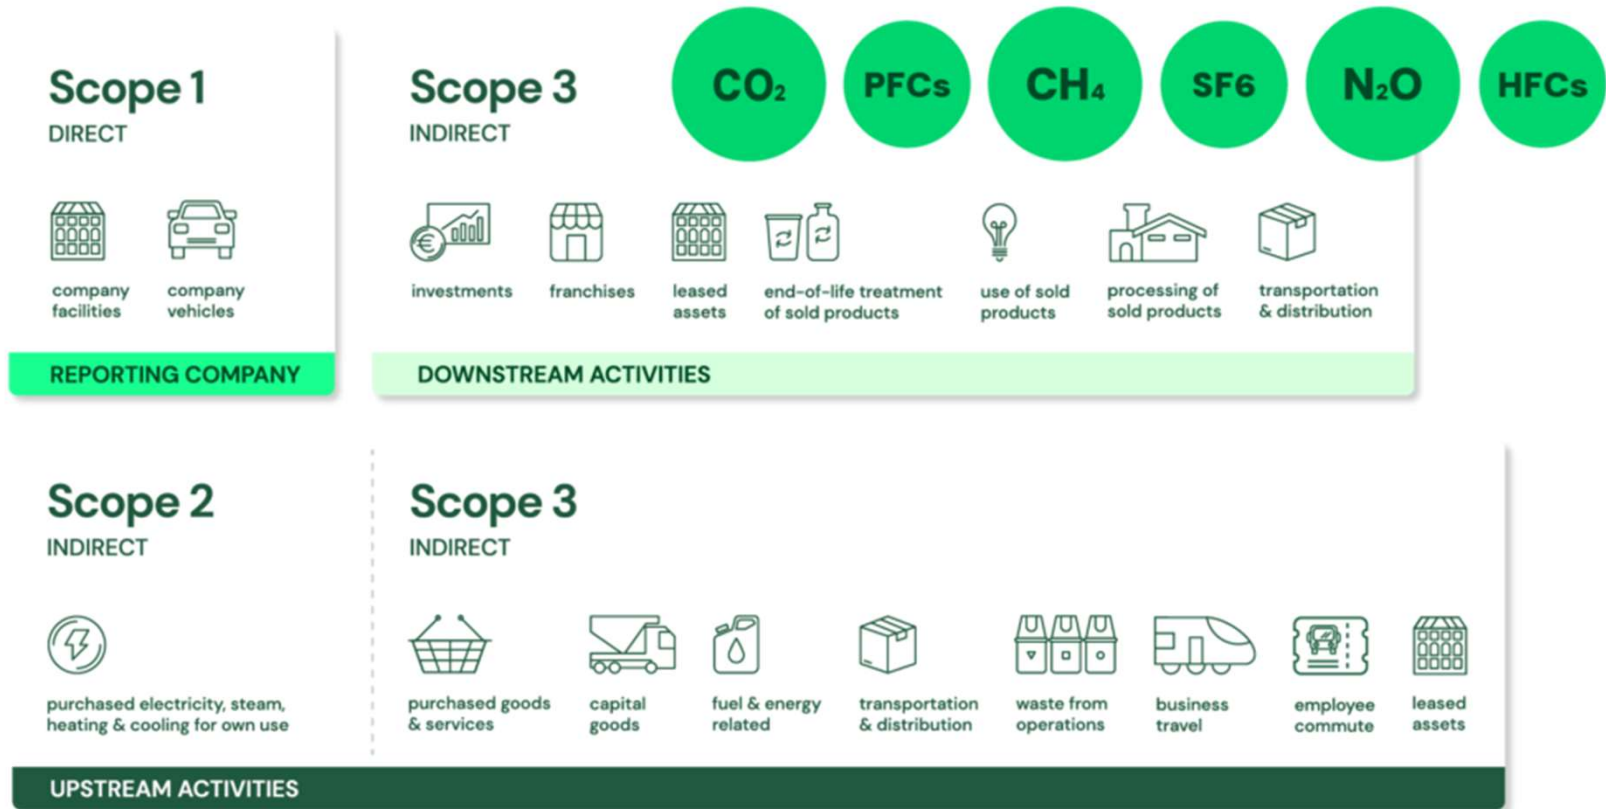 Scope 1
DIRECT
company
facilities
company
vehicles
REPORTING COMPANY
Scope 3
INDIRECT
CO₂
PFCs
CH₄
SF6
N₂O
HFCs
investments
franchises
leased
assets
end-of-life treatment
of sold products
use of sold
products
processing of
sold products
transportation
& distribution
DOWNSTREAM ACTIVITIES
Scope 2
INDIRECT
purchased electricity, steam,
heating & cooling for own use
Scope 3
INDIRECT
purchased goods
& services
capital
goods
fuel & energy
related
transportation
& distribution
waste from
operations
business
travel
employee
commute
leased
assets
UPSTREAM ACTIVITIES